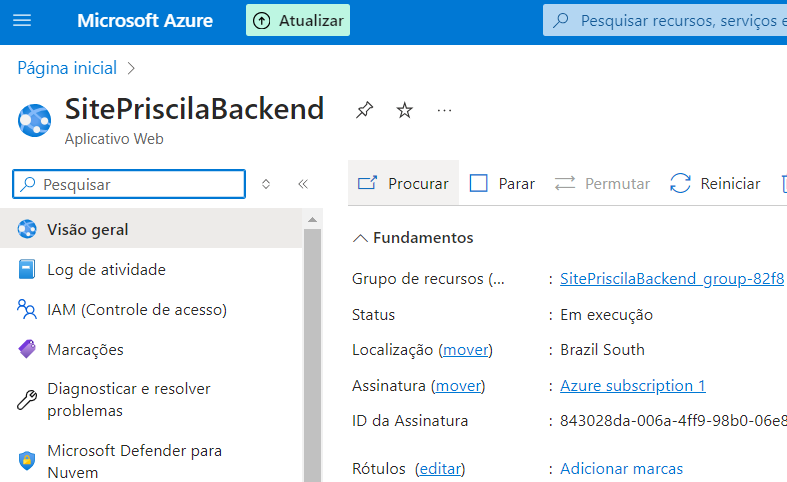 Microsoft Azure
Atualizar
Pesquisar recursos, serviços e
Página inicial
SitePriscilaBackend
Aplicativo Web
Pesquisar
Procurar
Parar
Permutar
Reiniciar
Visão geral
Log de atividade
IAM (Controle de acesso)
Marcações
Diagnosticar e resolver
problemas
Microsoft Defender para
Nuvem
Fundamentos
Grupo de recursos (... : SitePriscilaBackend_group-82f8
Status : Em execução
Localização (mover) : Brazil South
Assinatura (mover) : Azure subscription 1
ID da Assinatura : 843028da-006a-4ff9-98b0-06e8
Rótulos (editar) : Adicionar marcas